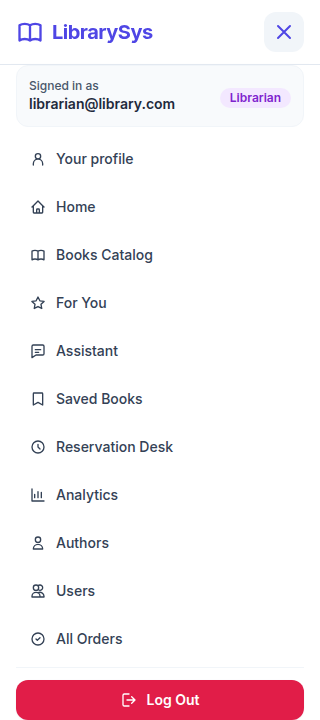 LibrarySys
Signed in as
librarian@library.com
Librarian
Your profile
Home
Books Catalog
For You
Assistant
Saved Books
Reservation Desk
Analytics
Authors
Users
All Orders
Log Out